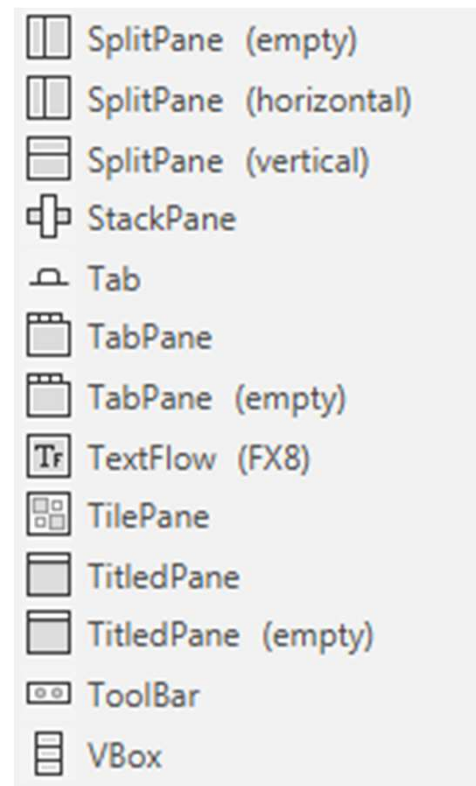 SplitPane (empty)
SplitPane (horizontal)
SplitPane (vertical)
StackPane
Tab
TabPane
TabPane (empty)
TextFlow (FX8)
TilePane
TitledPane
TitledPane (empty)
ToolBar
VBox